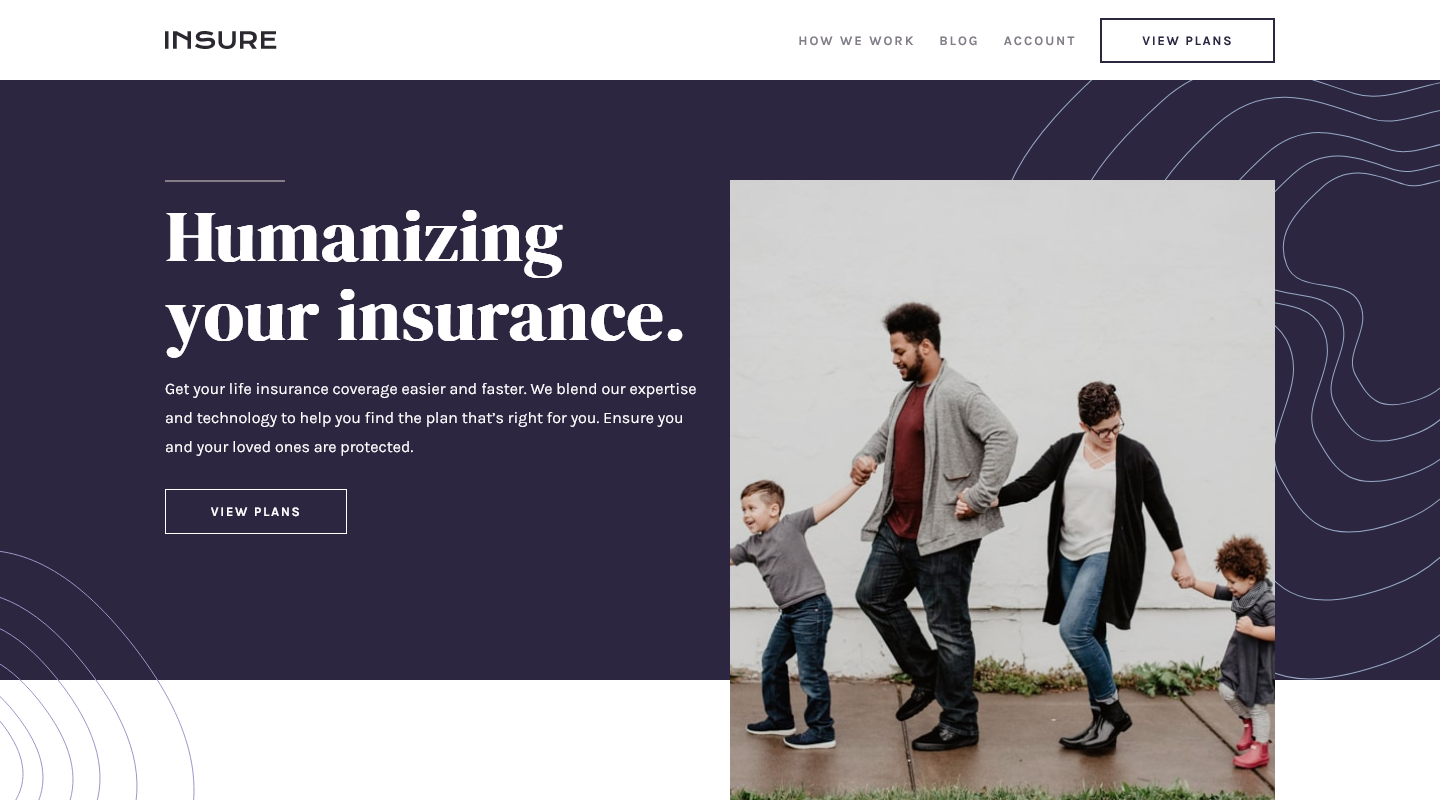 INSURE
HOW WE WORK BLOG ACCOUNT VIEW PLANS
Humanizing
your insurance.
Get your life insurance coverage easier and faster. We blend our expertise
and technology to help you find the plan that’s right for you. Ensure you
and your loved ones are protected.
VIEW PLANS